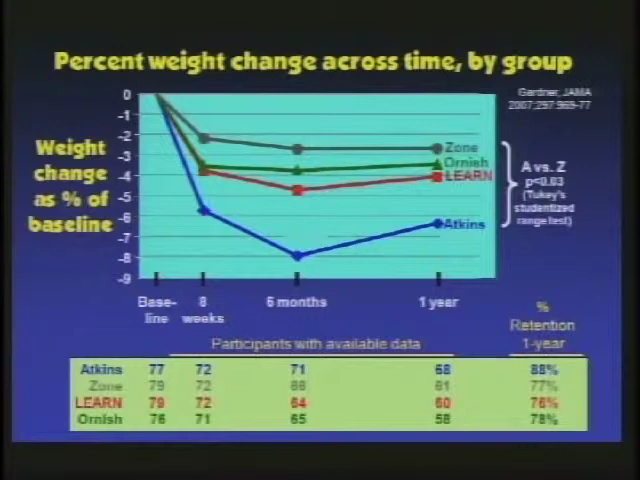 Percent weight change across time, by group
Gardner, JAMA
2007;297:969-77
Weight
change
as % of
baseline
0
-1
-2
-3
-4
-5
-6
-7
-8
-9
Zone
Ornish
LEARN
Atkins
A vs. Z
p<0.03
(Tukey's
studentized
range test)
Base-
line
8
weeks
6 months
1 year
%
Retention
1-year
Participants with available data
Atkins 77 72 71 68 88%
Zone 79 72 66 61 77%
LEARN 79 72 64 60 76%
Ornish 76 71 65 58 78%